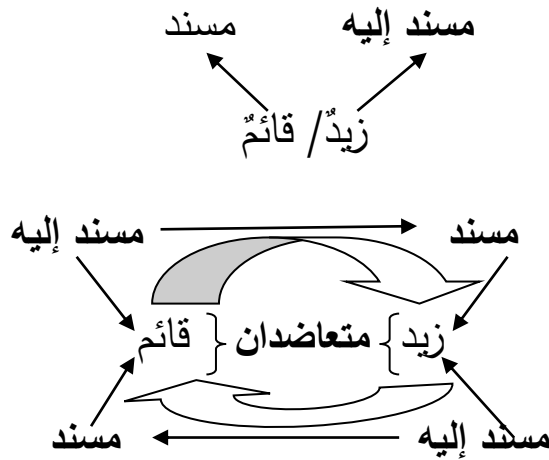 مسند إليه مسند
زيدٌ / قائمٌ
مسند مسند إليه
زيد } متعاضدان { قائم
مسند إليه مسند